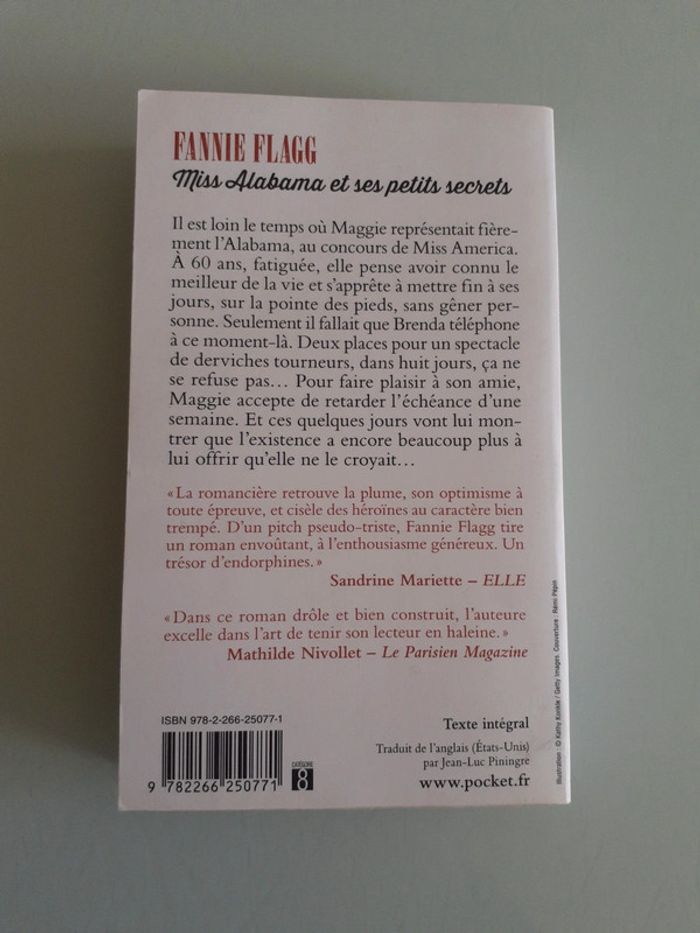 FANNIE FLAGG
Miss Alabama et ses petits secrets
Il est loin le temps où Maggie représentait fière-
ment l'Alabama, au concours de Miss America.
À 60 ans, fatiguée, elle pense avoir connu le
meilleur de la vie et s'apprête à mettre fin à ses
jours, sur la pointe des pieds, sans gêner per-
sonne. Seulement il fallait que Brenda téléphone
à ce moment-là. Deux places pour un spectacle
de derviches tourneurs, dans huit jours, ça ne
se refuse pas… Pour faire plaisir à son amie,
Maggie accepte de retarder l'échéance d'une
semaine. Et ces quelques jours vont lui mon-
trer que l'existence a encore beaucoup plus à
lui offrir qu'elle ne le croyait…
« La romancière retrouve la plume, son optimisme à
toute épreuve, et cisèle des héroïnes au caractère bien
trempé. D'un pitch pseudo-triste, Fannie Flagg tire
un roman envoûtant, à l'enthousiasme généreux. Un
trésor d'endorphines. »
Sandrine Mariette – ELLE
« Dans ce roman drôle et bien construit, l'auteure
excelle dans l'art de tenir son lecteur en haleine. »
Mathilde Nivollet – Le Parisien Magazine
ISBN 978-2-266-25077-1
9 782266 250771
CATÉGORIE
8
Texte intégral
Traduit de l'anglais (États-Unis)
par Jean-Luc Piningre
www.pocket.fr
Illustration : © Kathy Konkle / Getty Images Couverture : Rémi Pépin